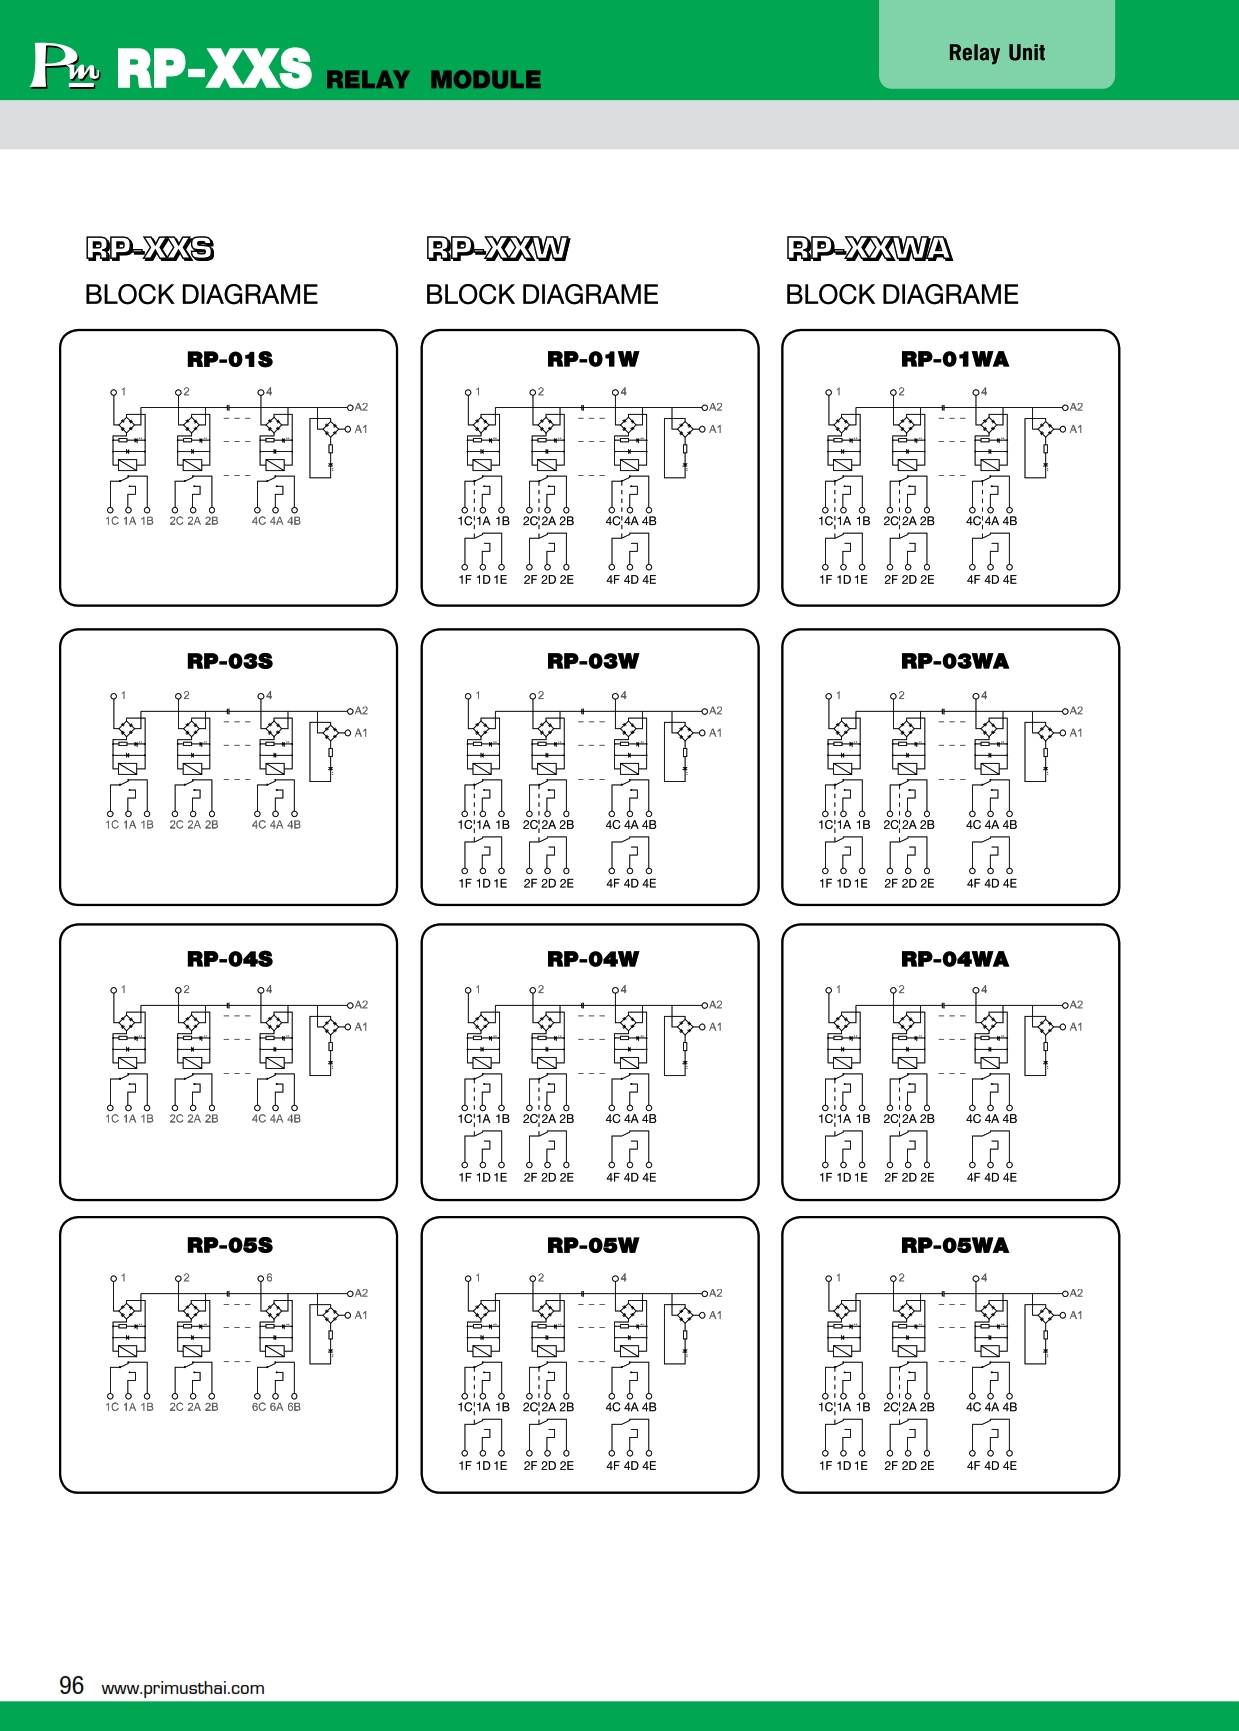 Pm RP-XXS RELAY MODULE
Relay Unit
RP-XXS
BLOCK DIAGRAME
RP-XXW
BLOCK DIAGRAME
RP-XXWA
BLOCK DIAGRAME
RP-01S
1 2 4
A2
A1
1C 1A 1B 2C 2A 2B 4C 4A 4B
RP-01W
1 2 4
A2
A1
1C 1A 1B 2C 2A 2B 4C 4A 4B
1F 1D 1E 2F 2D 2E 4F 4D 4E
RP-01WA
1 2 4
A2
A1
1C 1A 1B 2C 2A 2B 4C 4A 4B
1F 1D 1E 2F 2D 2E 4F 4D 4E
RP-03S
1 2 4
A2
A1
1C 1A 1B 2C 2A 2B 4C 4A 4B
RP-03W
1 2 4
A2
A1
1C 1A 1B 2C 2A 2B 4C 4A 4B
1F 1D 1E 2F 2D 2E 4F 4D 4E
RP-03WA
1 2 4
A2
A1
1C 1A 1B 2C 2A 2B 4C 4A 4B
1F 1D 1E 2F 2D 2E 4F 4D 4E
RP-04S
1 2 4
A2
A1
1C 1A 1B 2C 2A 2B 4C 4A 4B
RP-04W
1 2 4
A2
A1
1C 1A 1B 2C 2A 2B 4C 4A 4B
1F 1D 1E 2F 2D 2E 4F 4D 4E
RP-04WA
1 2 4
A2
A1
1C 1A 1B 2C 2A 2B 4C 4A 4B
1F 1D 1E 2F 2D 2E 4F 4D 4E
RP-05S
1 2 6
A2
A1
1C 1A 1B 2C 2A 2B 6C 6A 6B
RP-05W
1 2 4
A2
A1
1C 1A 1B 2C 2A 2B 4C 4A 4B
1F 1D 1E 2F 2D 2E 4F 4D 4E
RP-05WA
1 2 4
A2
A1
1C 1A 1B 2C 2A 2B 4C 4A 4B
1F 1D 1E 2F 2D 2E 4F 4D 4E
96 www.primusthai.com